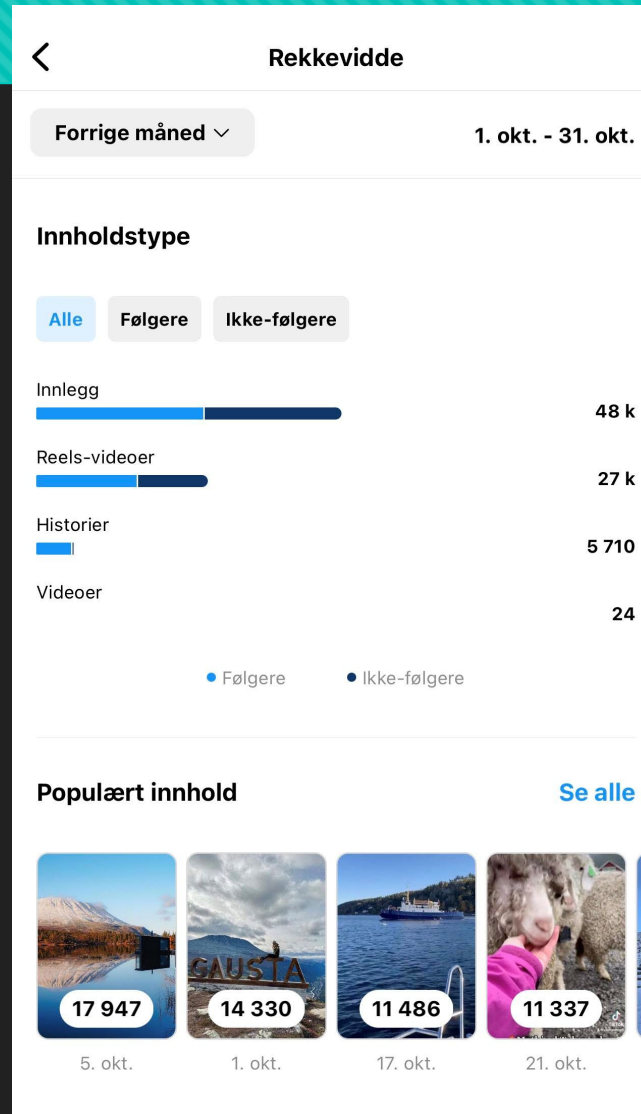 Rekkevidde
Forrige måned
1. okt. - 31. okt.
Innholdstype
Alle Følgere Ikke-følgere
Innlegg
48 k
Reels-videoer
27 k
Historier
5 710
Videoer
24
Følgere Ikke-følgere
Populært innhold Se alle
GAUSTA
TikTok
17 947 14 330 11 486 11 337
5. okt. 1. okt. 17. okt. 21. okt.